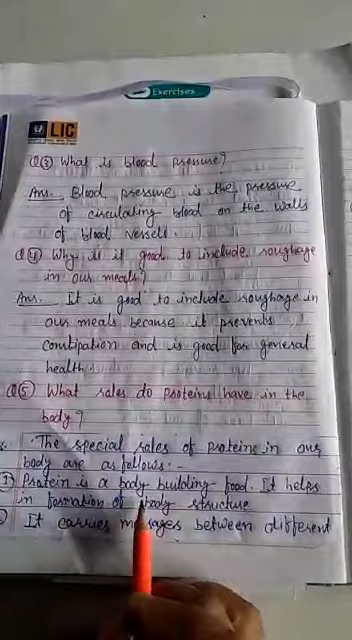 Exercises
LIC
Q③ What is blood pressure?
Ans. Blood pressure is the pressure
of circulating blood on the walls
of blood vessels.
Q④ Why is it good to include roughage
in our meals?
Ans. It is good to include roughage in
our meals because it prevents
constipation and is good for general
health.
Q⑤ What roles do proteins have in the
body?
The special roles of proteins in our
body are as follows:-
Protein is a body building food. It helps
in formation of body structure
It carries messages between different